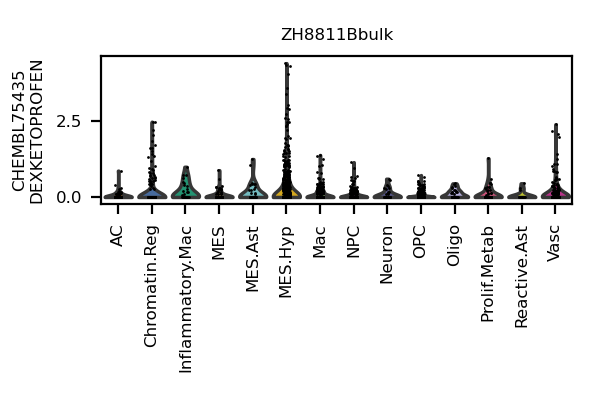 ZH8811Bbulk
CHEMBL75435
DEXKETOPROFEN
2.5
0.0
AC
Chromatin.Reg
Inflammatory.Mac
MES
MES.Ast
MES.Hyp
Mac
NPC
Neuron
OPC
Oligo
Prolif.Metab
Reactive.Ast
Vasc